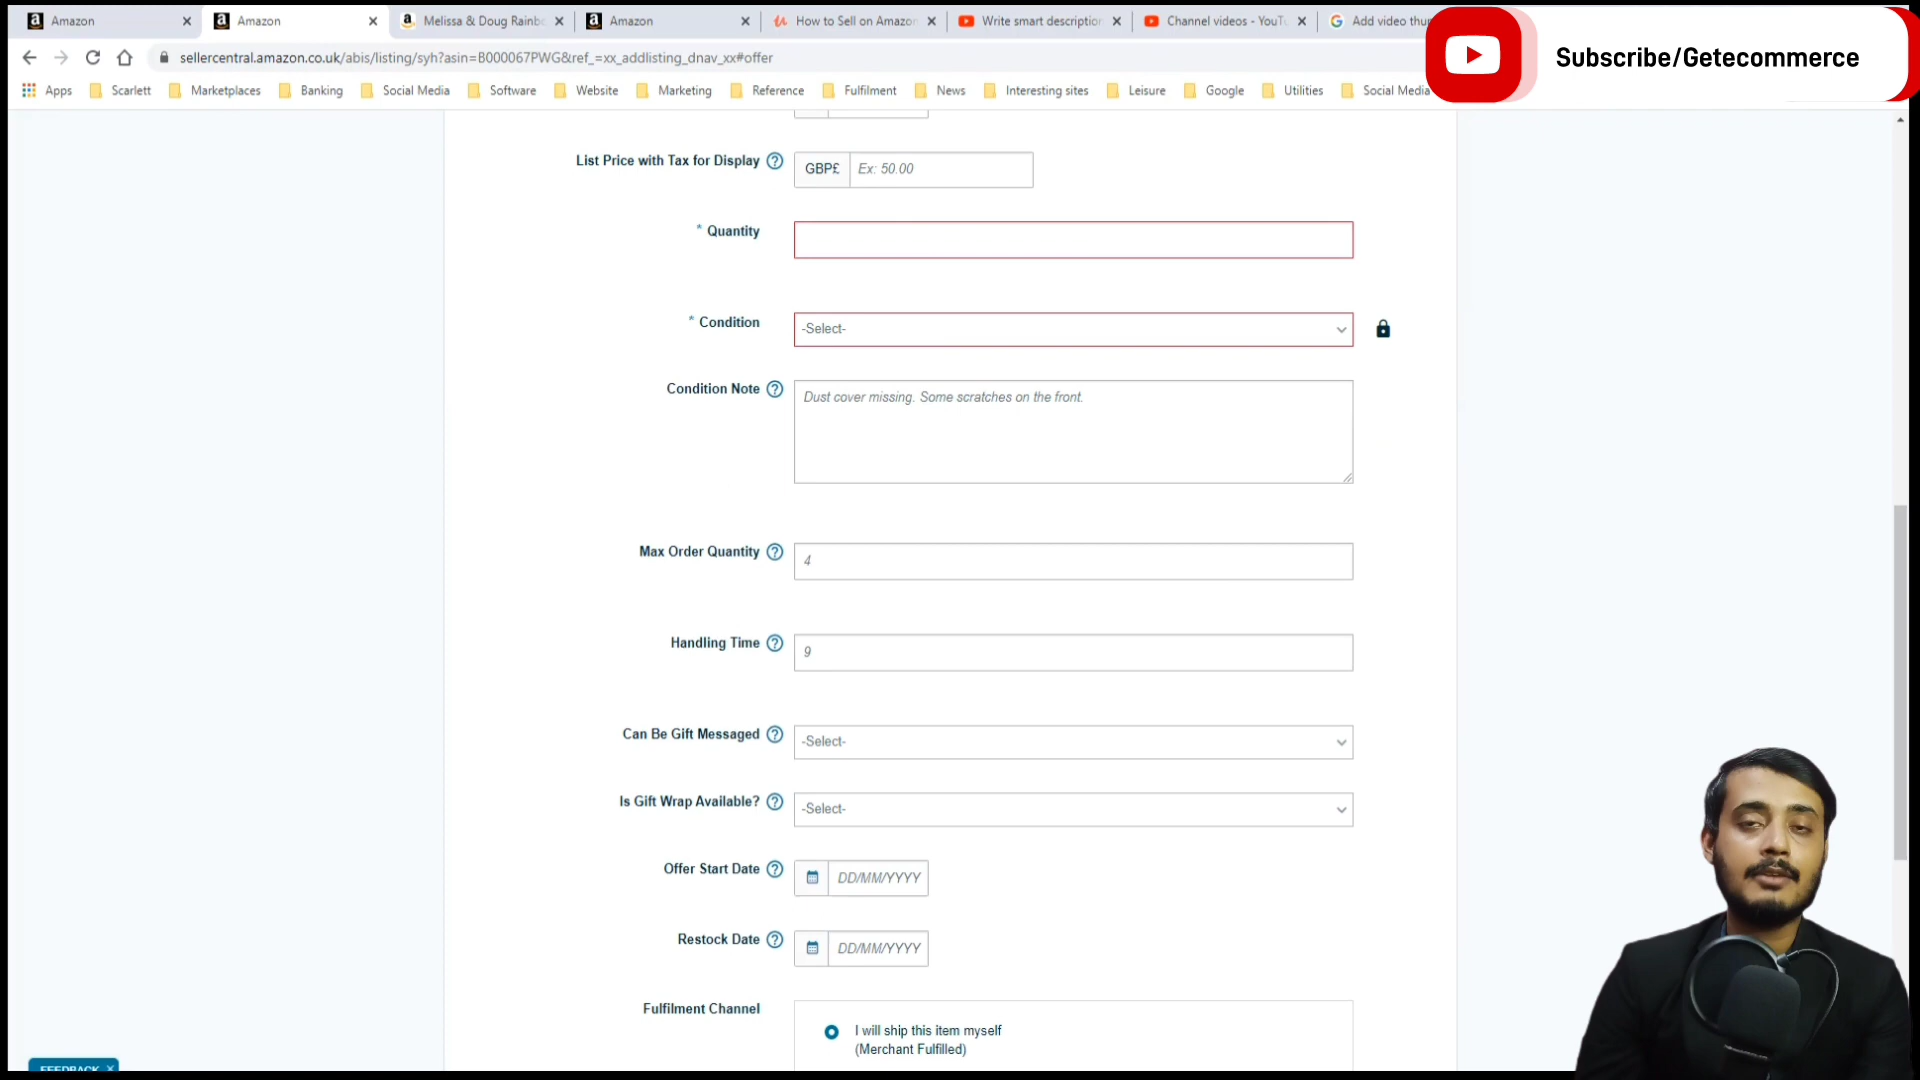 Amazon
Amazon
Melissa & Doug Rainb
Amazon
How to Sell on Amazon
Write smart description
Channel videos - YouTu
Add video thu
sellercentral.amazon.co.uk/abis/listing/syh?asin=B000067PWG&ref_=xx_addlisting_dnav_xx#offer
Subscribe/Getecommerce
Apps
Scarlett
Marketplaces
Banking
Social Media
Software
Website
Marketing
Reference
Fulfilment
News
Interesting sites
Leisure
Google
Utilities
Social Media
List Price with Tax for Display
GBP£
Ex: 50.00
* Quantity
* Condition
-Select-
Condition Note
Dust cover missing. Some scratches on the front.
Max Order Quantity
4
Handling Time
9
Can Be Gift Messaged
-Select-
Is Gift Wrap Available?
-Select-
Offer Start Date
DD/MM/YYYY
Restock Date
DD/MM/YYYY
Fulfilment Channel
I will ship this item myself
(Merchant Fulfilled)
FEEDBACK